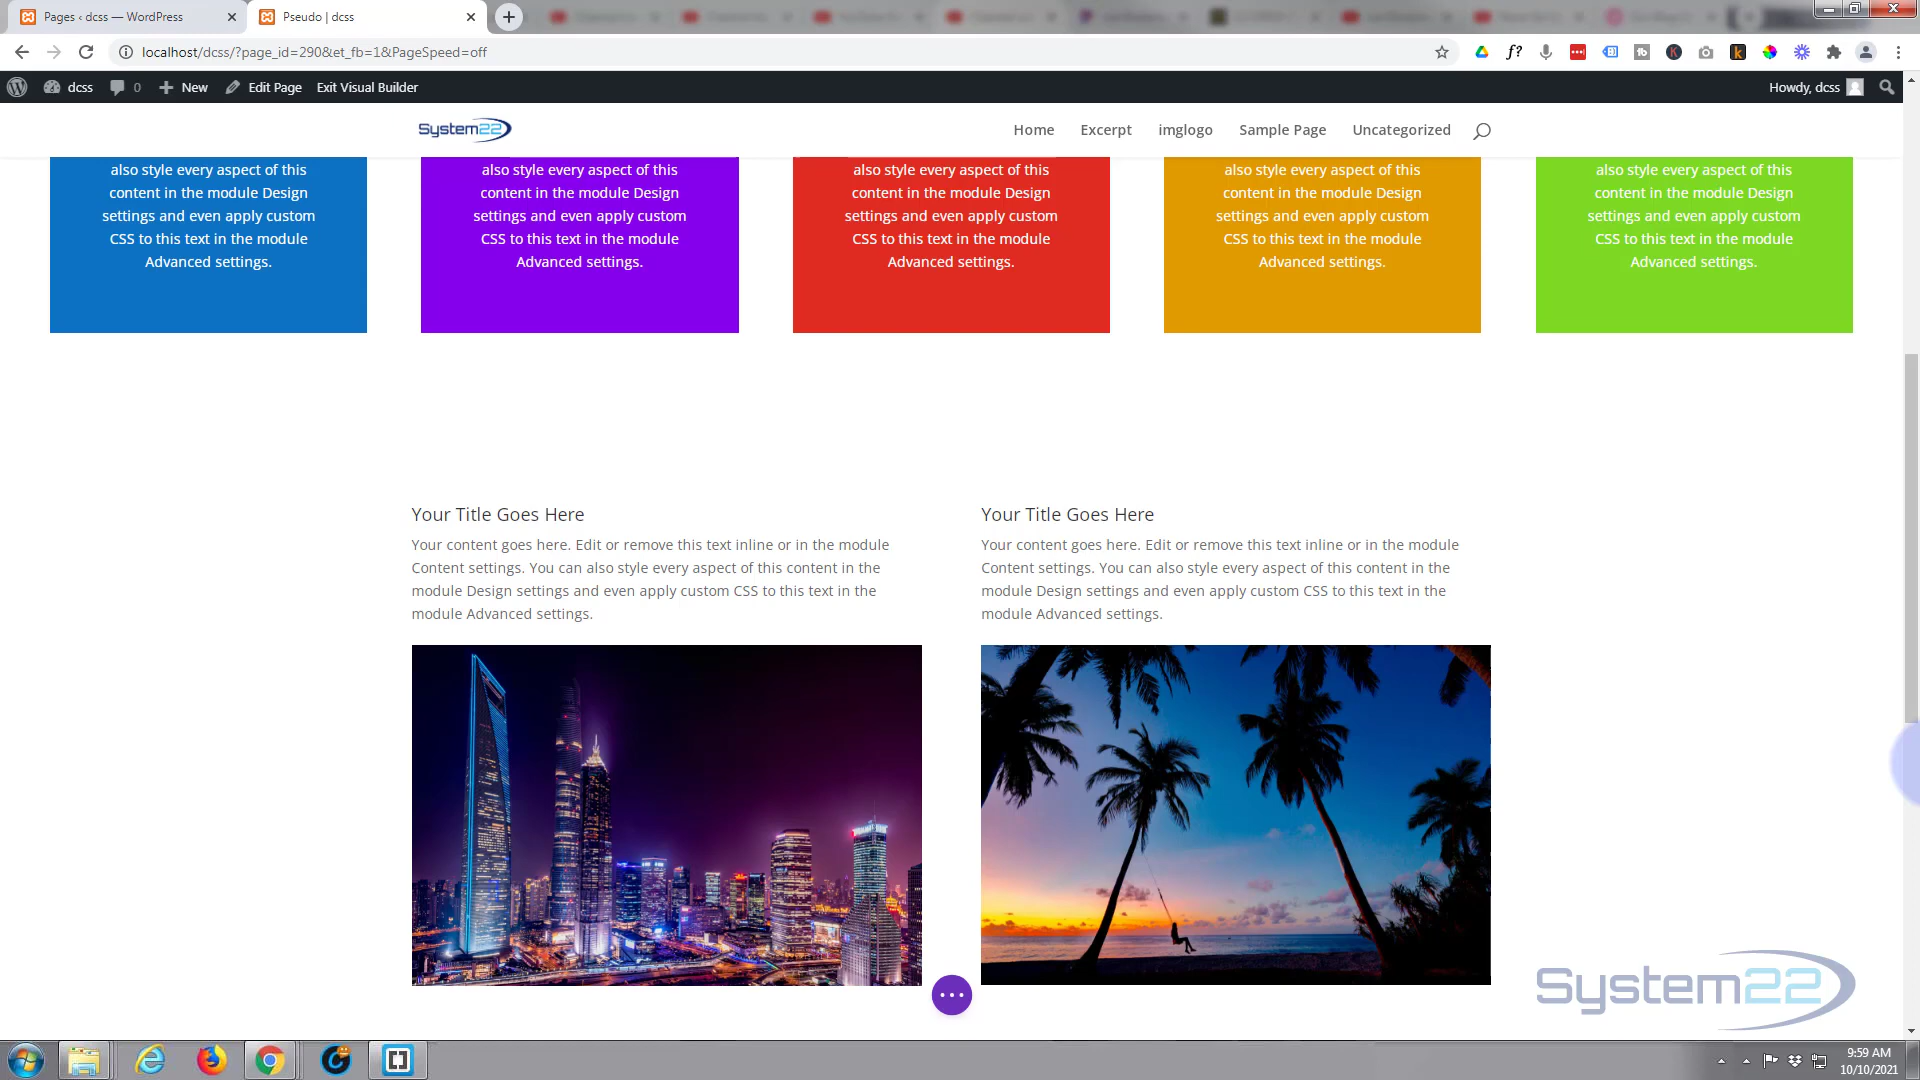 Pages ‹ dcss — WordPress
Pseudo | dcss
localhost/dcss/?page_id=290&et_fb=1&PageSpeed=off
dcss 0 New Edit Page Exit Visual Builder Howdy, dcss
System22
Home Excerpt imglogo Sample Page Uncategorized
also style every aspect of this
content in the module Design
settings and even apply custom
CSS to this text in the module
Advanced settings.
also style every aspect of this
content in the module Design
settings and even apply custom
CSS to this text in the module
Advanced settings.
also style every aspect of this
content in the module Design
settings and even apply custom
CSS to this text in the module
Advanced settings.
also style every aspect of this
content in the module Design
settings and even apply custom
CSS to this text in the module
Advanced settings.
also style every aspect of this
content in the module Design
settings and even apply custom
CSS to this text in the module
Advanced settings.
Your Title Goes Here
Your content goes here. Edit or remove this text inline or in the module
Content settings. You can also style every aspect of this content in the
module Design settings and even apply custom CSS to this text in the
module Advanced settings.
Your Title Goes Here
Your content goes here. Edit or remove this text inline or in the module
Content settings. You can also style every aspect of this content in the
module Design settings and even apply custom CSS to this text in the
module Advanced settings.
System22
9:59 AM
10/10/2021